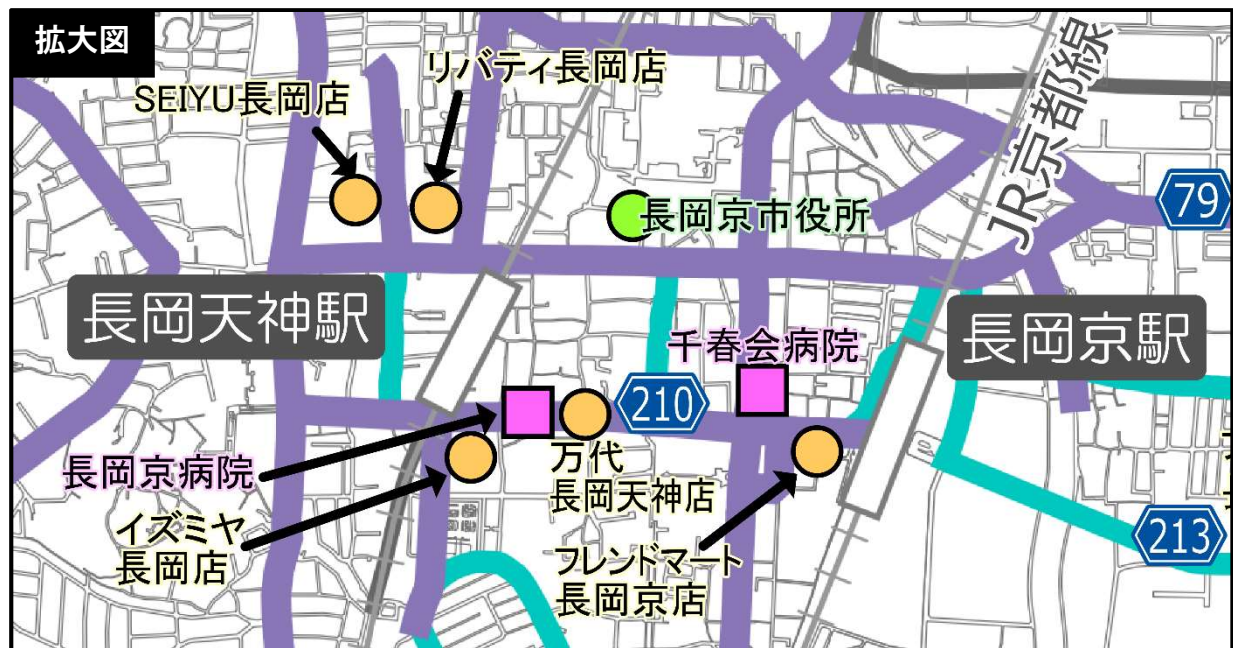 拡大図
リバティ長岡店
SEIYU長岡店
JR京都線
79
長岡京市役所
長岡天神駅
長岡京駅
千春会病院
210
長岡京病院
万代
長岡天神店
イズミヤ
長岡店
フレンドマート
長岡京店
213